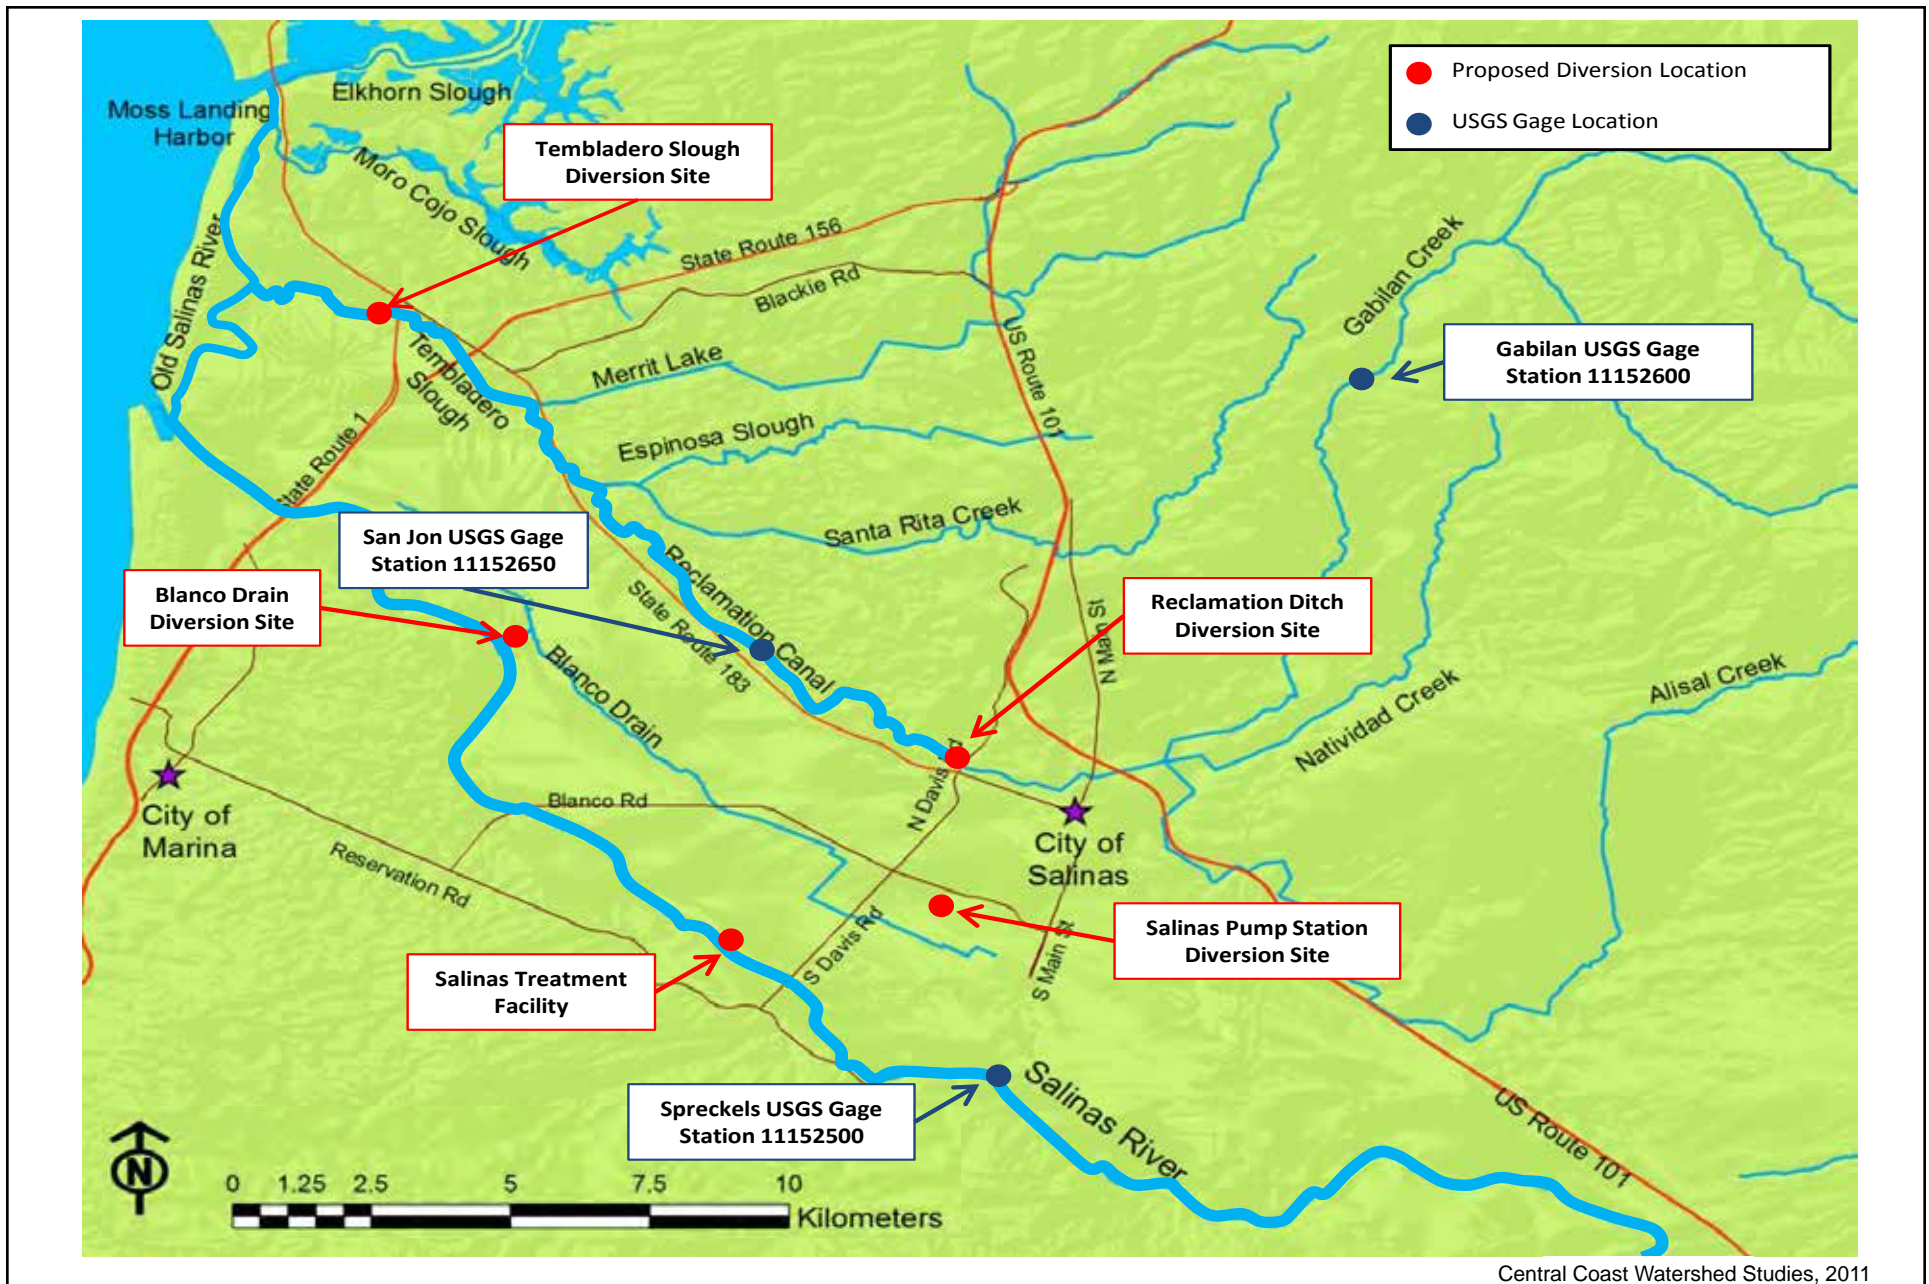 Proposed Diversion Location
USGS Gage Location
Elkhorn Slough
Moss Landing
Harbor
Tembladero Slough
Diversion Site
Moro Cojo Slough
State Route 156
Blackie Rd
Gabilan Creek
Old Salinas River
Tembladero
Slough
Merrit Lake
US Route 101
Gabilan USGS Gage
Station 11152600
State Route 1
Espinosa Slough
Santa Rita Creek
San Jon USGS Gage
Station 11152650
Reclamation Canal
State Route 183
Blanco Drain
Diversion Site
Blanco Drain
Reclamation Ditch
Diversion Site
N Main St
Natividad Creek
Alisal Creek
N Davis
City of
Marina
Blanco Rd
Reservation Rd
City of
Salinas
S Davis Rd
S Main St
Salinas Pump Station
Diversion Site
Salinas Treatment
Facility
Spreckels USGS Gage
Station 11152500
Salinas River
US Route 101
N
0 1.25 2.5 5 7.5 10
Kilometers
Central Coast Watershed Studies, 2011